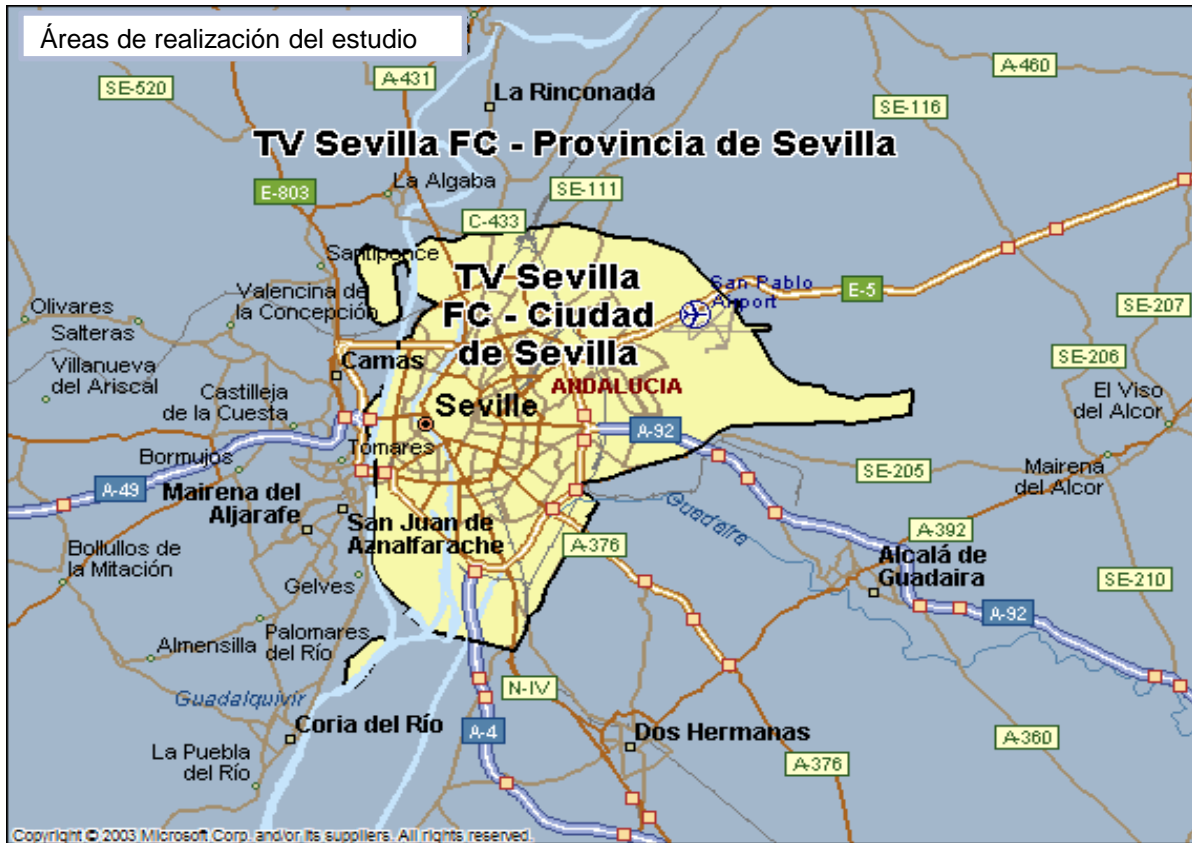 Áreas de realización del estudio
A-431
A-460
SE-520
La Rinconada
SE-116
TV Sevilla FC - Provincia de Sevilla
La Algaba
E-803
SE-111
C-433
Santiponce
TV Sevilla
FC - Ciudad
de Sevilla
San Pablo
Airport
E-5
Valencina de
la Concepción
Olivares
Salteras
SE-207
Villanueva
del Ariscal
Camas
SE-206
ANDALUCIA
Castilleja
de la Cuesta
Seville
El Viso
del Alcor
A-92
Tomares
Bormujos
SE-205
Mairena
del Alcor
A-49
Mairena del
Aljarafe
San Juan de
Aznalfarache
Guadaira
A-392
A-376
Bollullos de
la Mitación
Alcalá de
Guadaira
SE-210
Gelves
A-92
Almensilla
Palomares
del Río
Guadalquivir
N-IV
Coria del Río
A-4
Dos Hermanas
A-360
La Puebla
del Río
A-376
Copyright © 2003 Microsoft Corp. and/or its suppliers. All rights reserved.